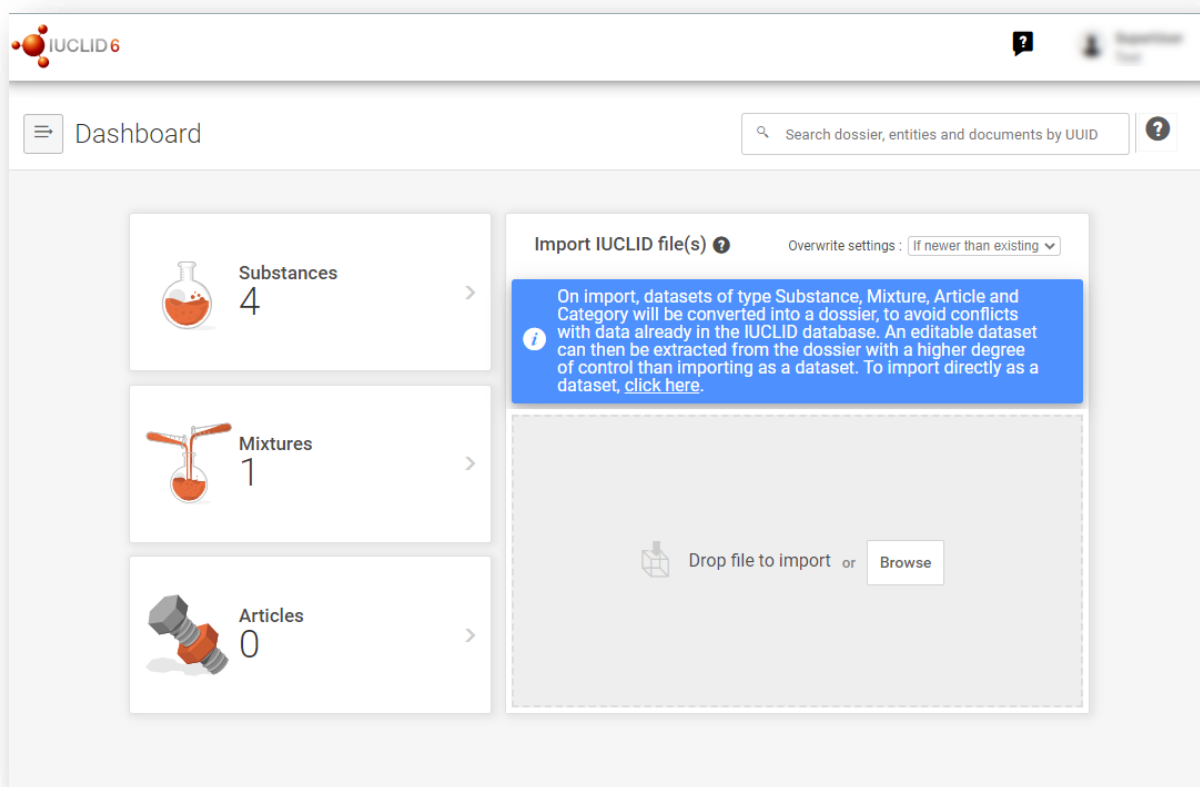 IUCLID 6
?
Dashboard
Search dossier, entities and documents by UUID
?
Substances
4
Mixtures
1
Articles
0
Import IUCLID file(s) ?
Overwrite settings : If newer than existing
i
On import, datasets of type Substance, Mixture, Article and
Category will be converted into a dossier, to avoid conflicts
with data already in the IUCLID database. An editable dataset
can then be extracted from the dossier with a higher degree
of control than importing as a dataset. To import directly as a
dataset, click here.
Drop file to import or Browse